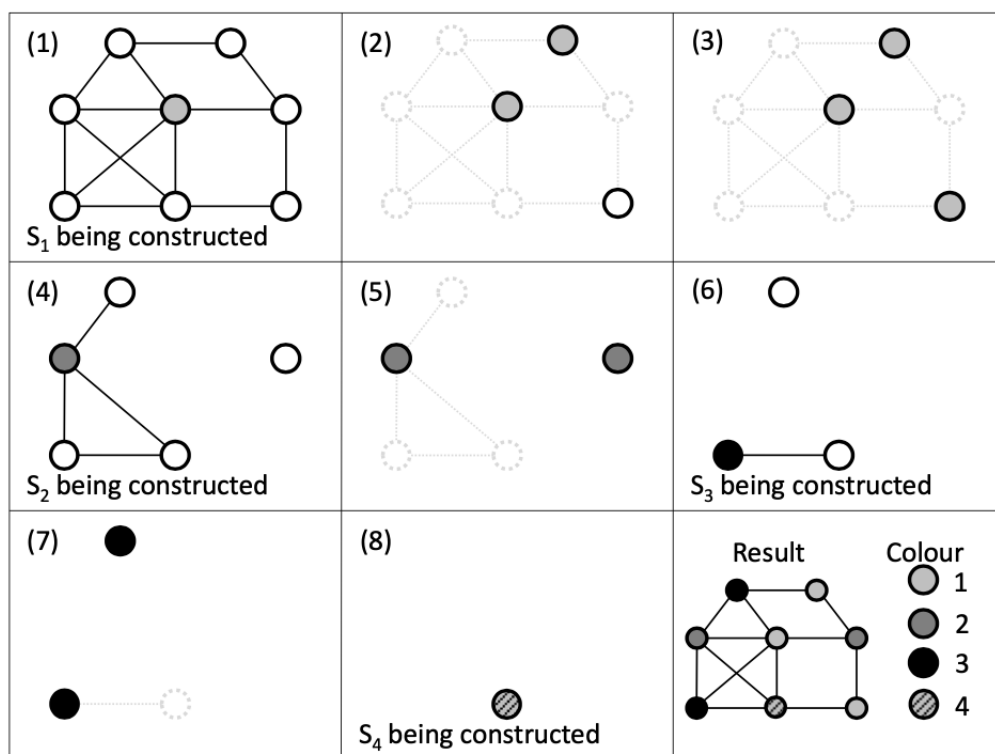 (1)
(2)
(3)
S₁ being constructed
(4)
(5)
(6)
S₂ being constructed
S₃ being constructed
(7)
(8)
Result
Colour
1
2
3
4
S₄ being constructed